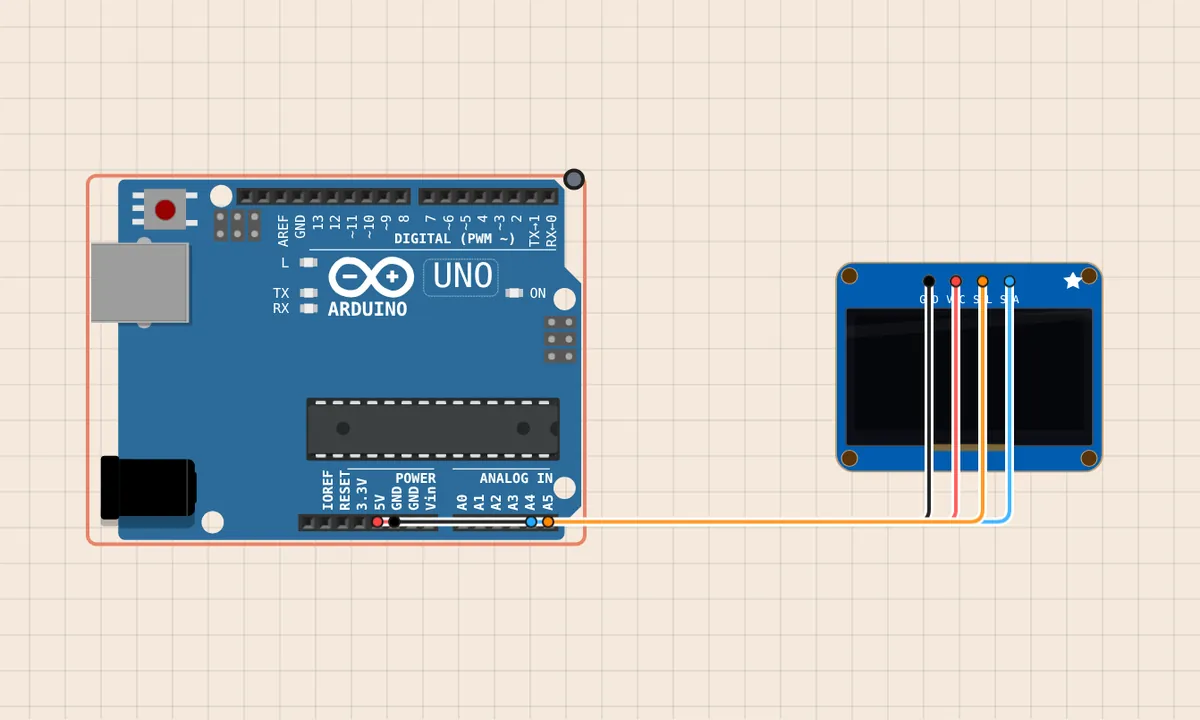 AREF
GND
13
12
~11
~10
~9
8
7
~6
~5
4
~3
2
TX→1
RX←0
DIGITAL (PWM ~)
L
TX
RX
UNO
ON
ARDUINO
POWER
ANALOG IN
IOREF
RESET
3.3V
5V
GND
GND
Vin
A0
A1
A2
A3
A4
A5